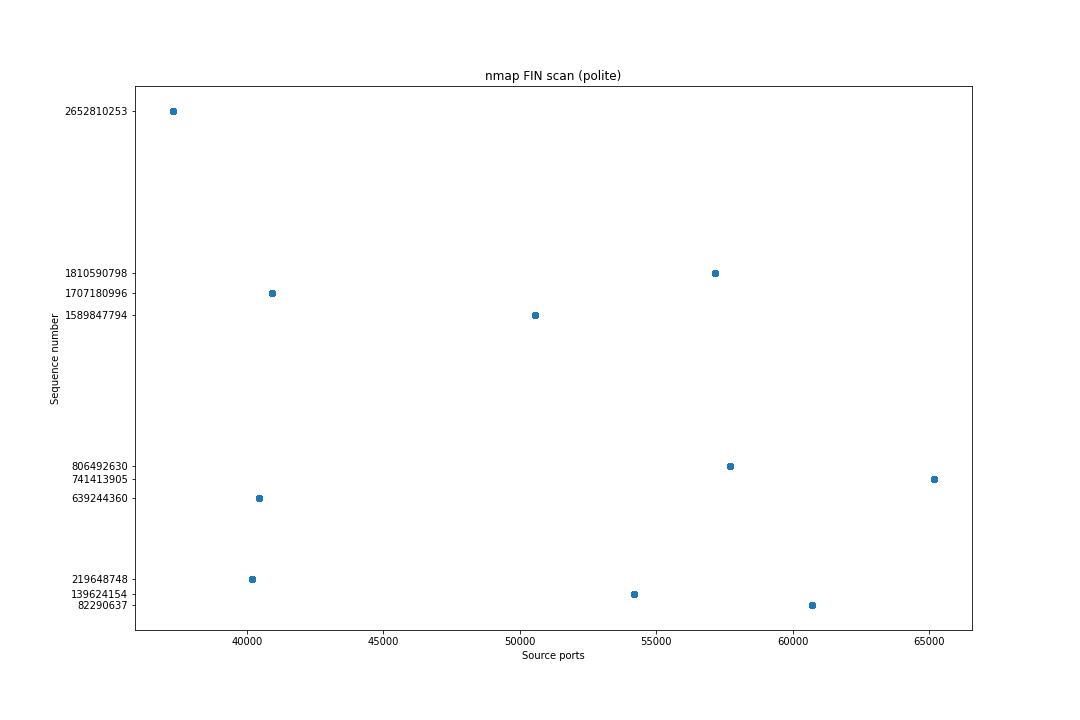 nmap FIN scan (polite)
2652810253
1810590798
1707180996
1589847794
806492630
741413905
639244360
219648748
139624154
82290637
Sequence number
40000 45000 50000 55000 60000 65000
Source ports